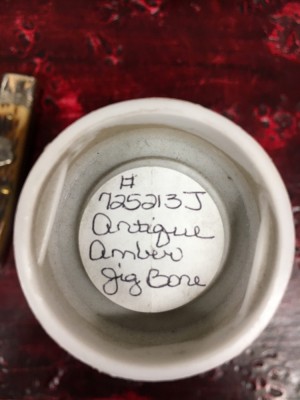 #
725213J
Antique
Amber
Jig Bone